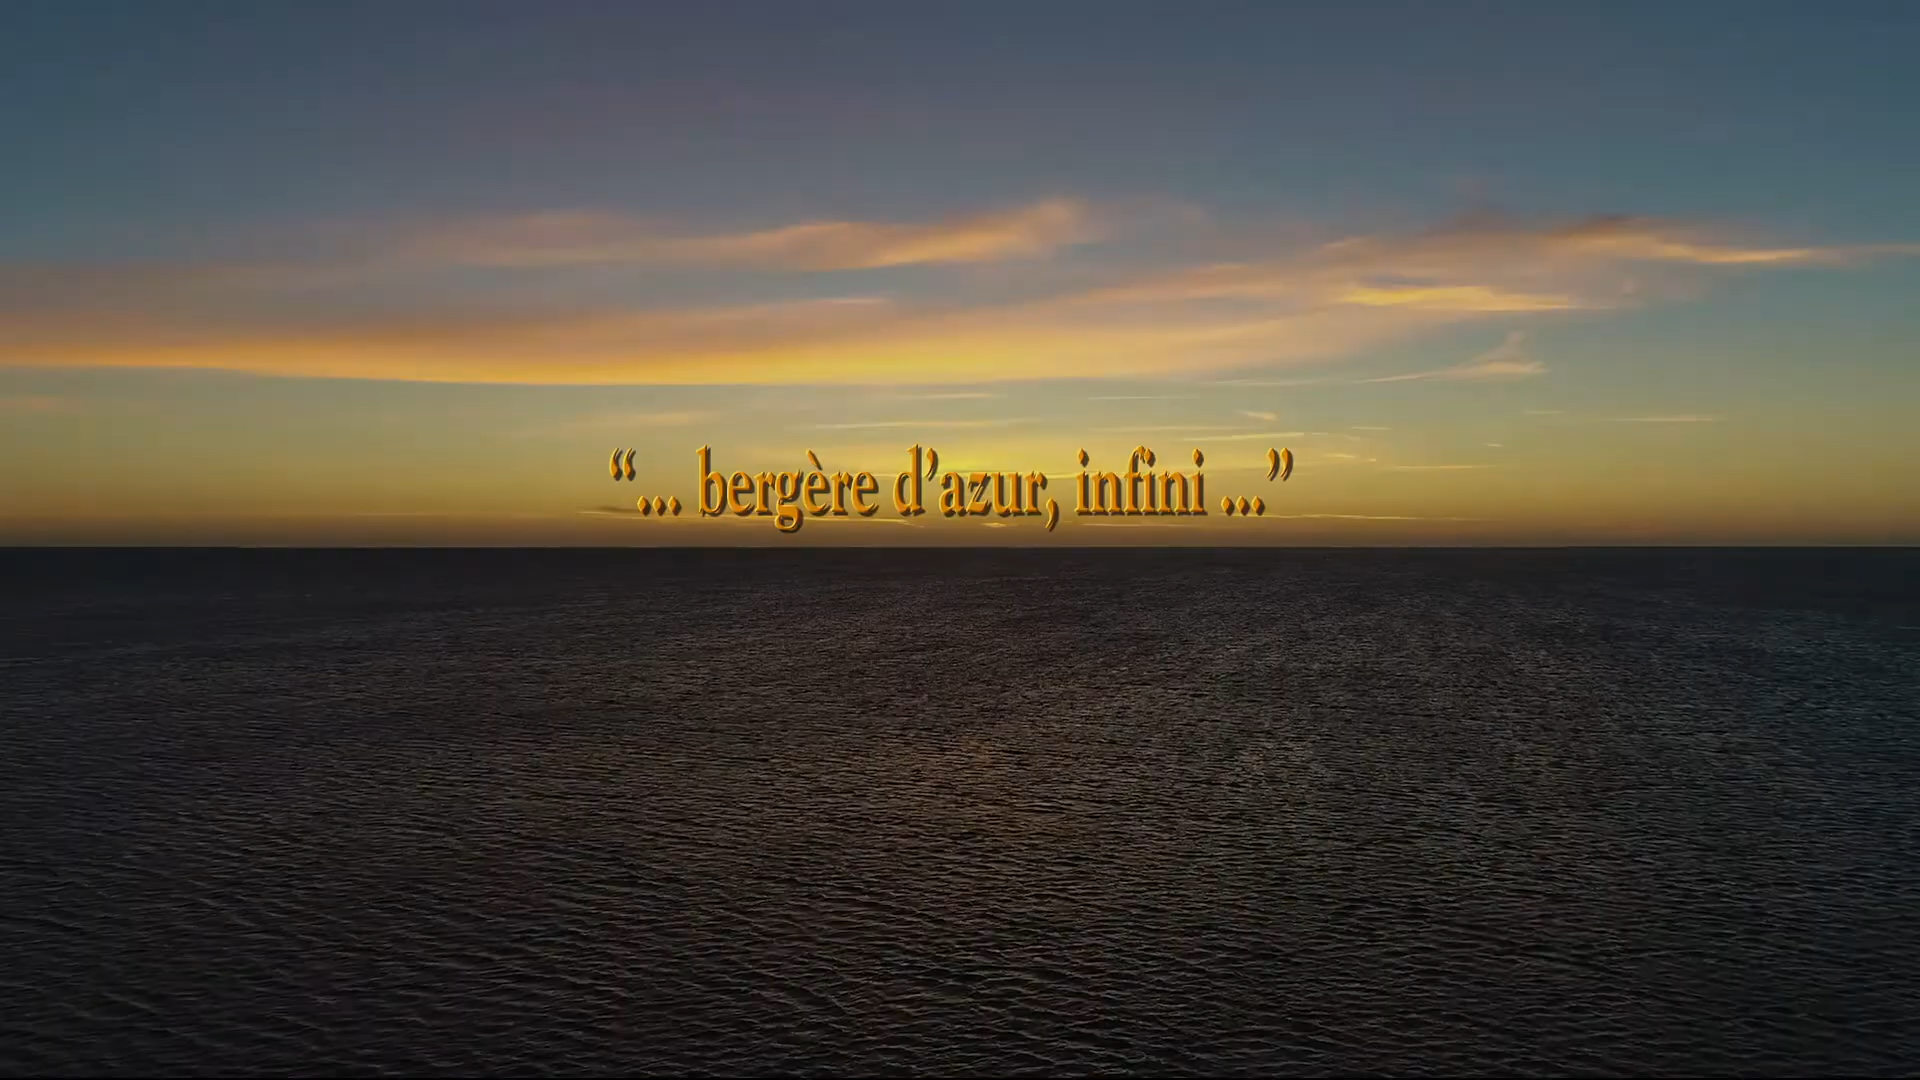 “... bergère d’azur, infini ...”